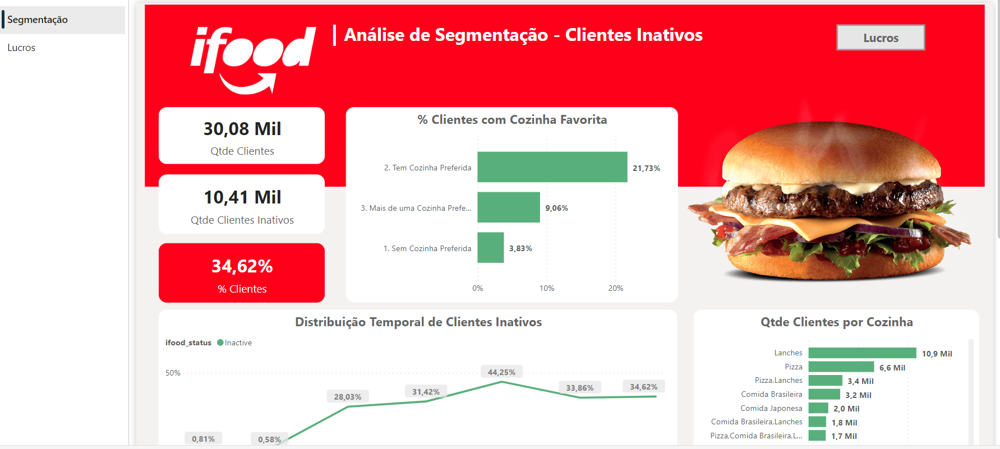 Segmentação
Lucros
ifood
Análise de Segmentação - Clientes Inativos
Lucros
30,08 Mil
Qtde Clientes
10,41 Mil
Qtde Clientes Inativos
34,62%
% Clientes
% Clientes com Cozinha Favorita
2. Tem Cozinha Preferida
21,73%
3. Mais de uma Cozinha Prefe...
9,06%
1. Sem Cozinha Preferida
3,83%
0%
10%
20%
Distribuição Temporal de Clientes Inativos
ifood_status
Inactive
50%
0,81%
0,58%
28,03%
31,42%
44,25%
33,86%
34,62%
Qtde Clientes por Cozinha
Lanches
10,9 Mil
Pizza
6,6 Mil
Pizza,Lanches
3,4 Mil
Comida Brasileira
3,2 Mil
Comida Japonesa
2,0 Mil
Comida Brasileira,Lanches
1,8 Mil
Pizza,Comida Brasileira,L...
1,7 Mil